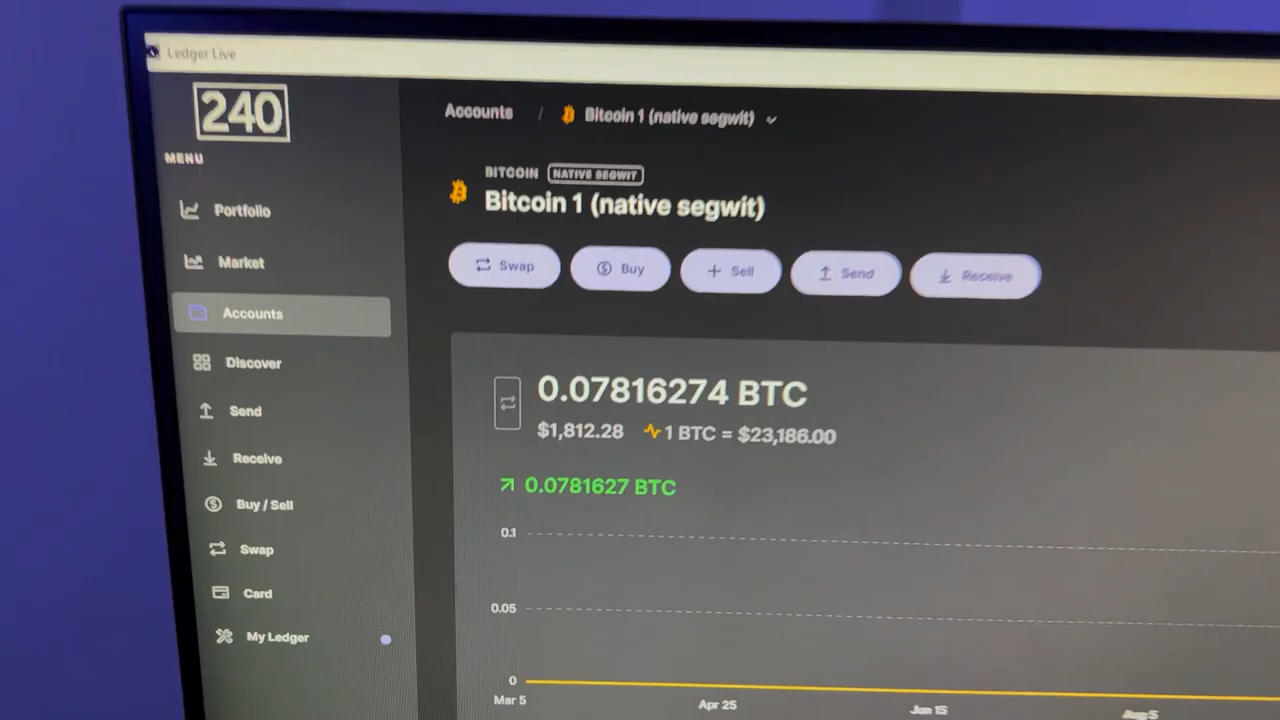 Ledger Live
240
MENU
Portfolio
Market
Accounts
Discover
Send
Receive
Buy / Sell
Swap
Card
My Ledger
Accounts / Bitcoin 1 (native segwit)
BITCOIN NATIVE SEGWIT
Bitcoin 1 (native segwit)
Swap Buy Sell Send Receive
0.07816274 BTC
$1,812.28 1 BTC = $23,186.00
0.0781627 BTC
0.1
0.05
0
Mar 5 Apr 25 Jun 15 Aug 5